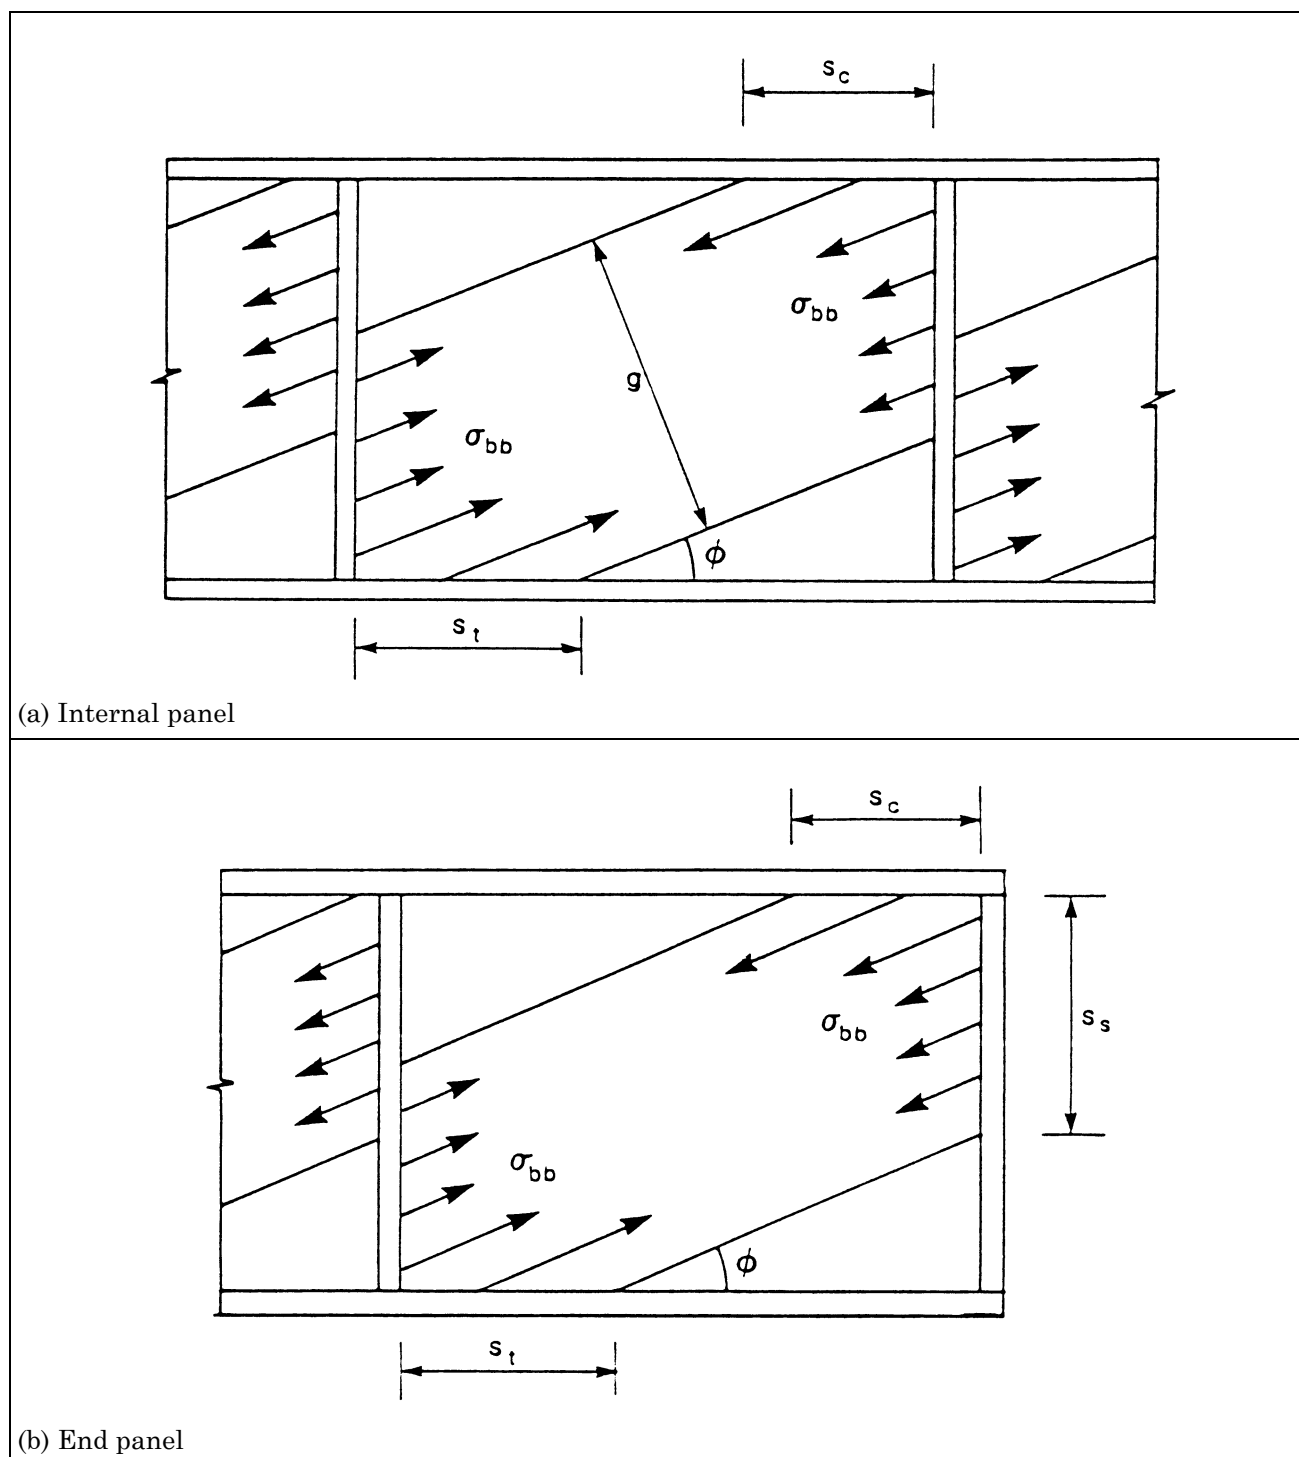 s_c
σ_bb
g
σ_bb
φ
s_t
(a) Internal panel
s_c
s_s
σ_bb
σ_bb
φ
s_t
(b) End panel